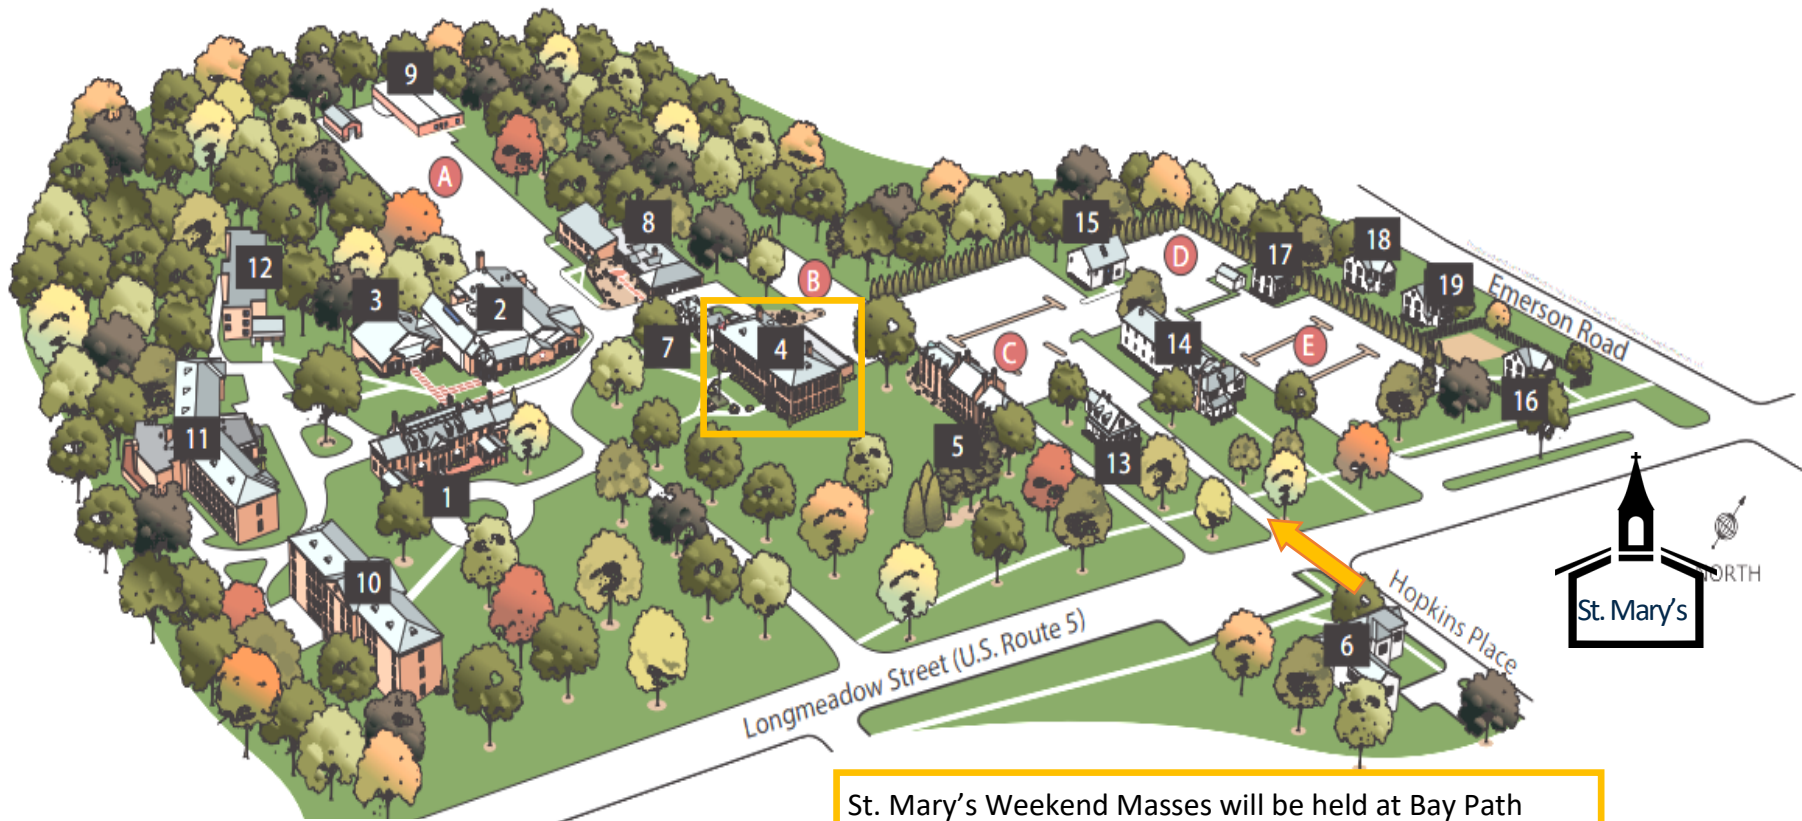 9
A
8
15
18
12
B
D
17
3
2
19
Emerson Road
7
4
C
14
E
16
11
5
13
1
10
NORTH
Hopkins Place
St. Mary's
6
Longmeadow Street (U.S. Route 5)
St. Mary’s Weekend Masses will be held at Bay Path